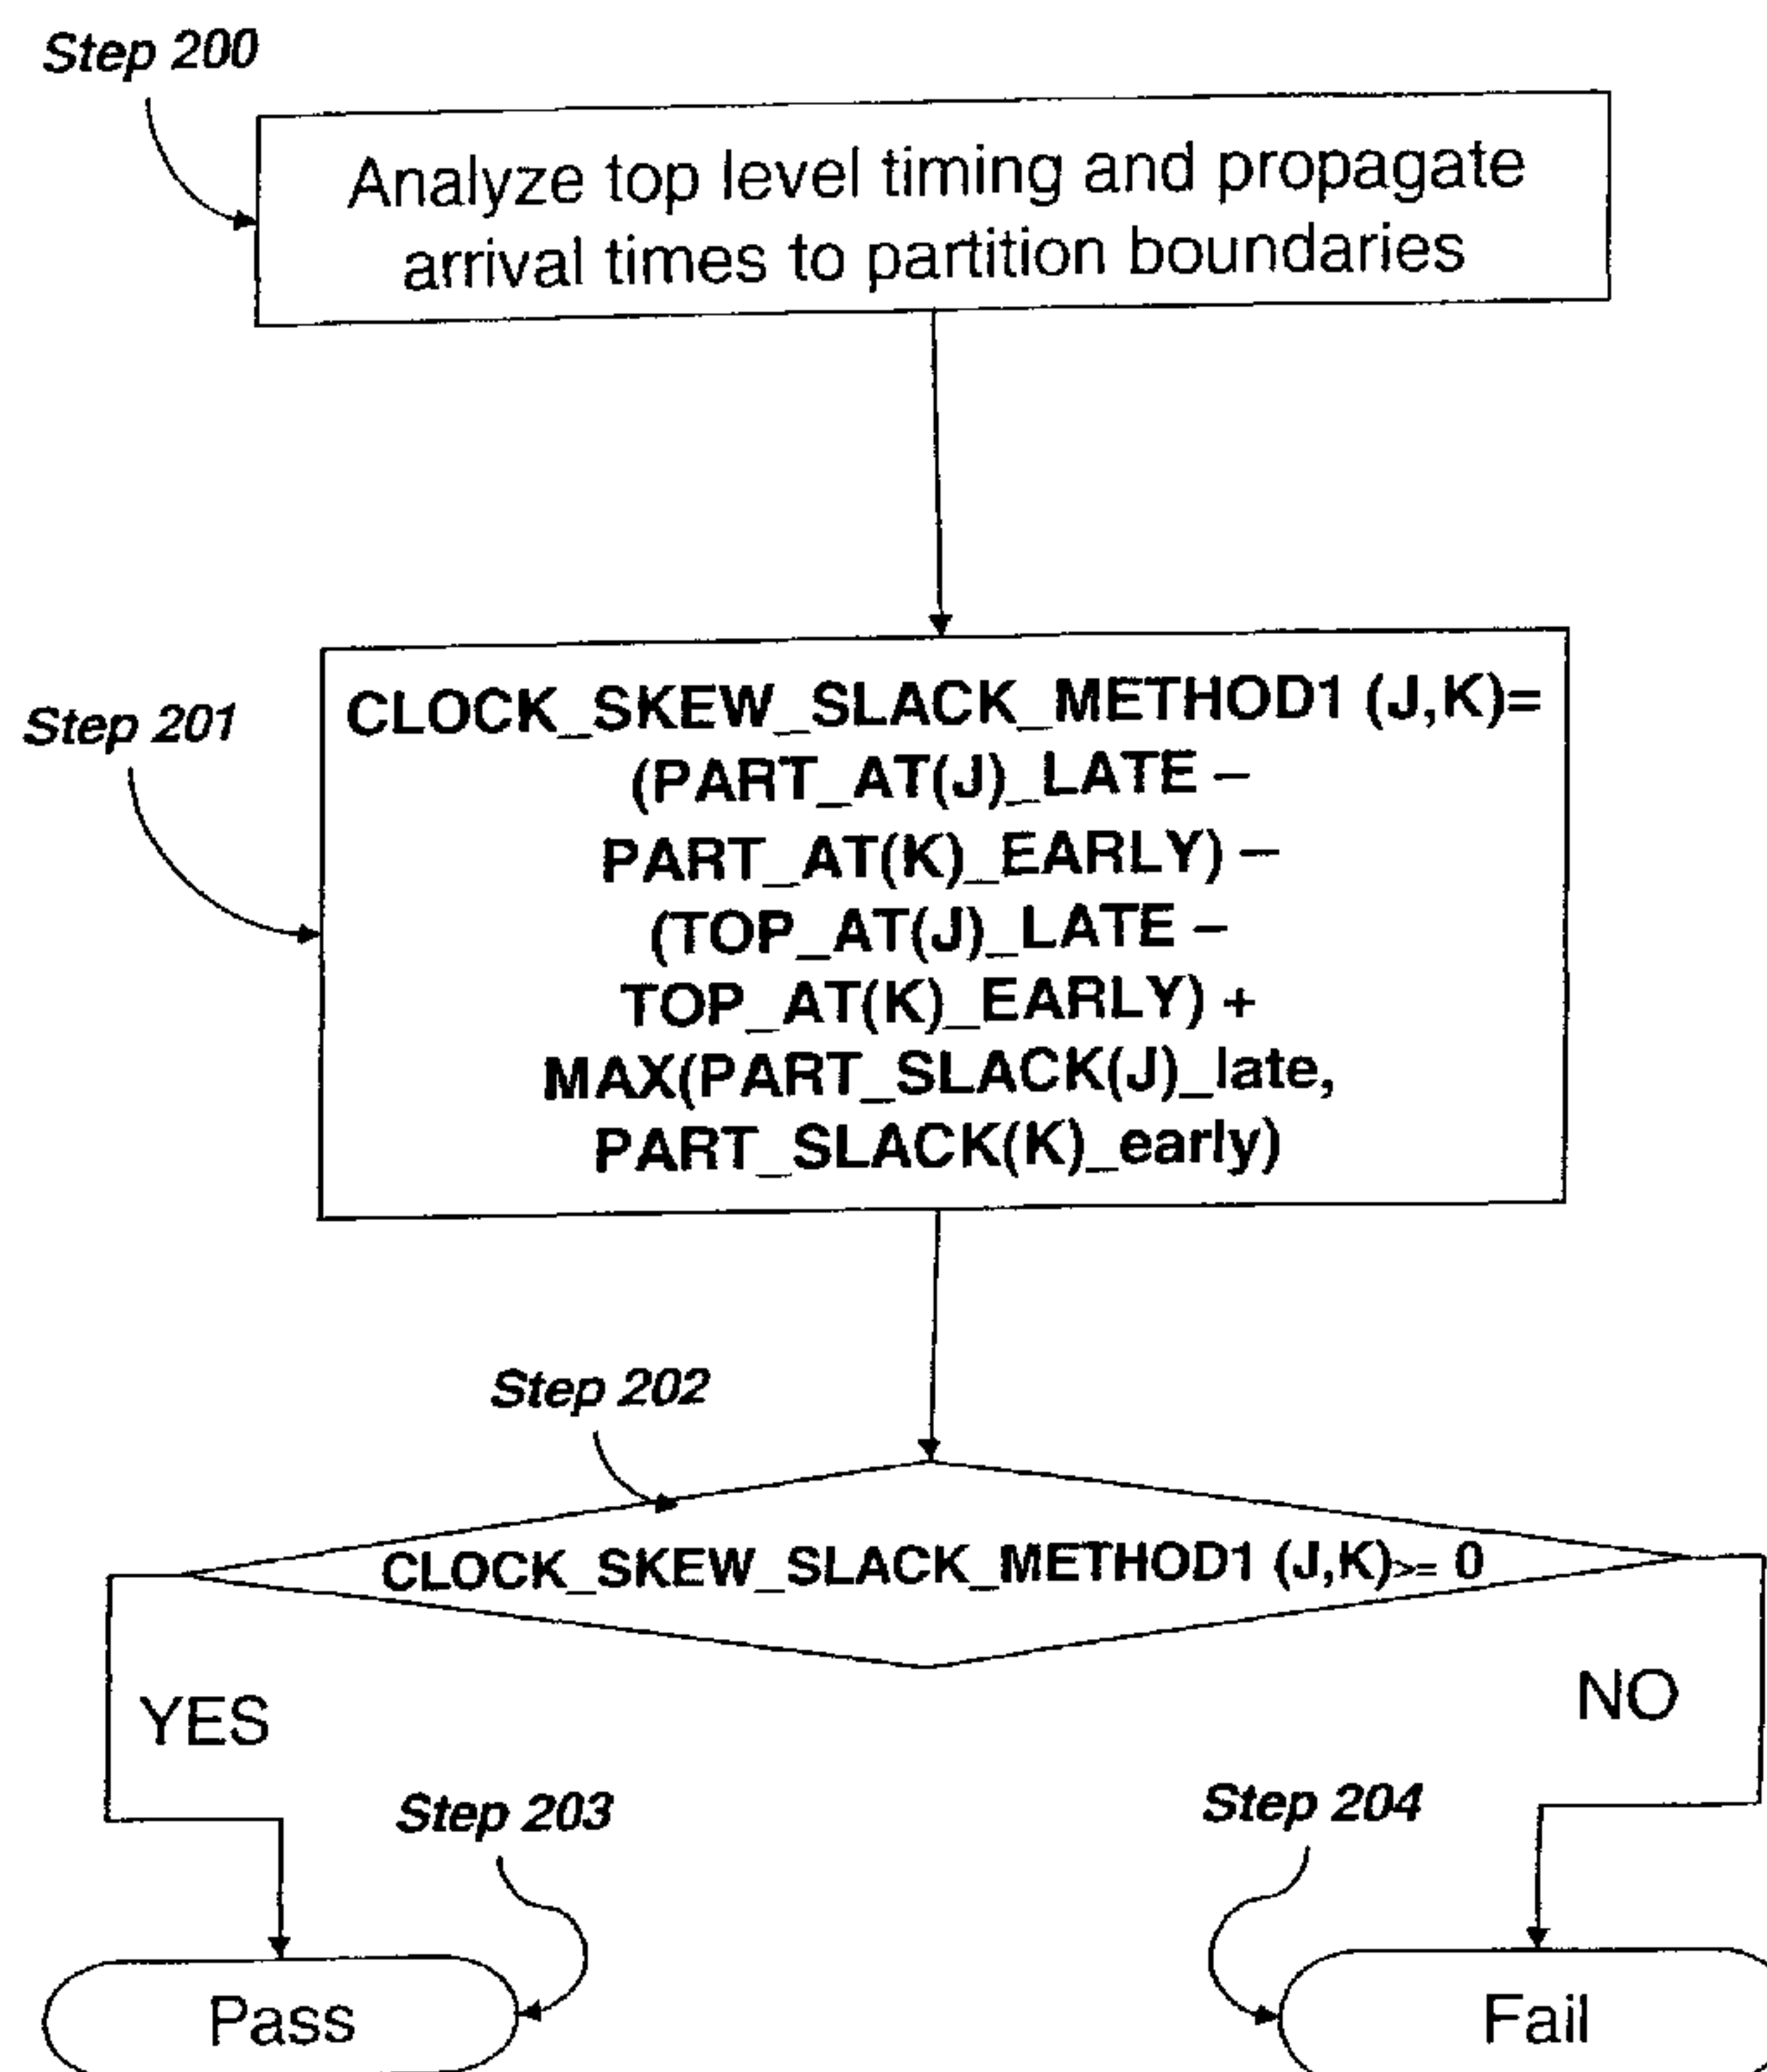 Step 200
Analyze top level timing and propagate
arrival times to partition boundaries
Step 201
CLOCK_SKEW_SLACK_METHOD1 (J,K)=
(PART_AT(J)_LATE –
PART_AT(K)_EARLY) –
(TOP_AT(J)_LATE –
TOP_AT(K)_EARLY) +
MAX(PART_SLACK(J)_late,
PART_SLACK(K)_early)
Step 202
CLOCK_SKEW_SLACK_METHOD1 (J,K)>= 0
YES
NO
Step 203
Step 204
Pass
Fail